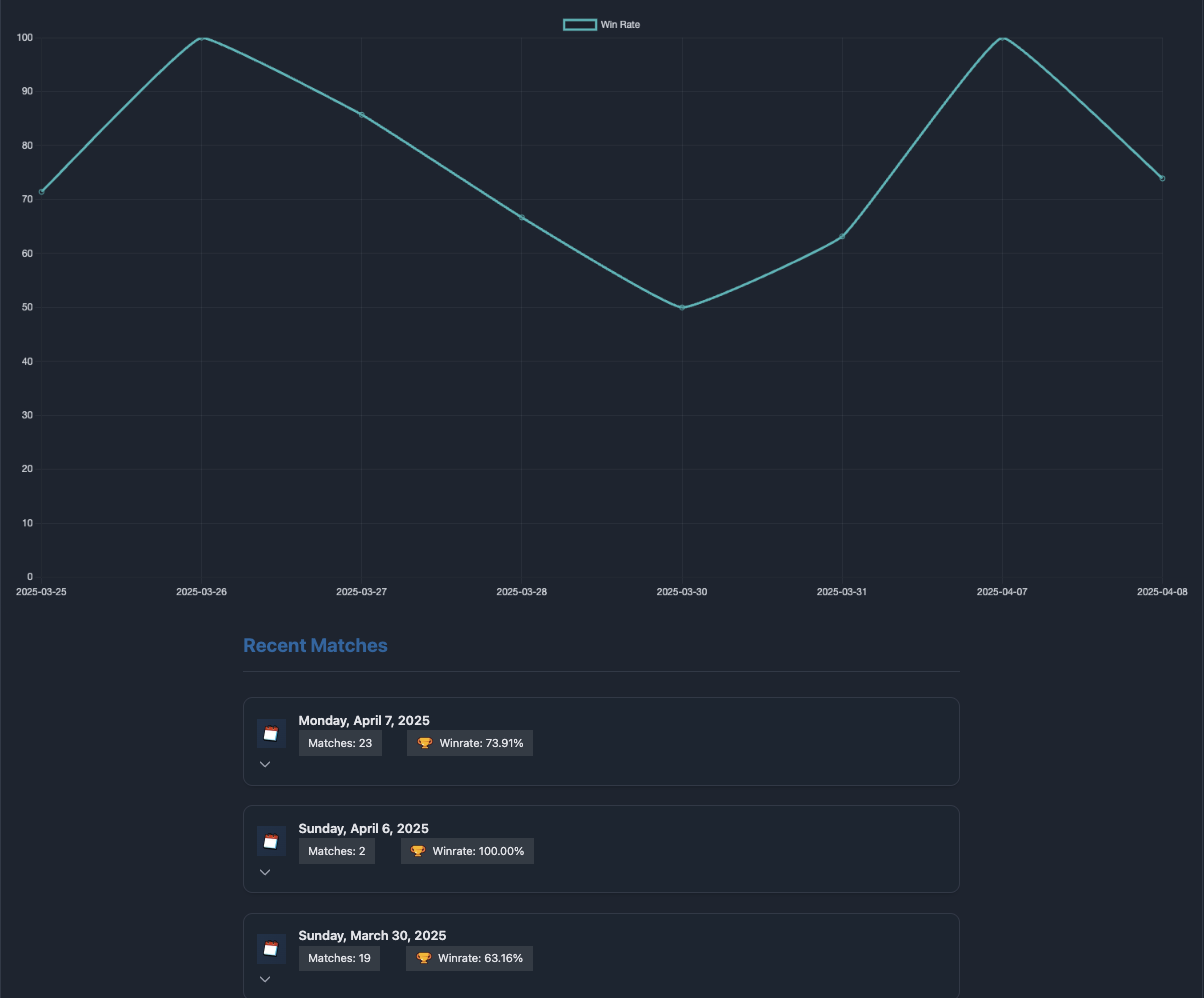 Win Rate
100
90
80
70
60
50
40
30
20
10
0
2025-03-25 2025-03-26 2025-03-27 2025-03-28 2025-03-30 2025-03-31 2025-04-07 2025-04-08
Recent Matches
Monday, April 7, 2025
Matches: 23 Winrate: 73.91%
Sunday, April 6, 2025
Matches: 2 Winrate: 100.00%
Sunday, March 30, 2025
Matches: 19 Winrate: 63.16%